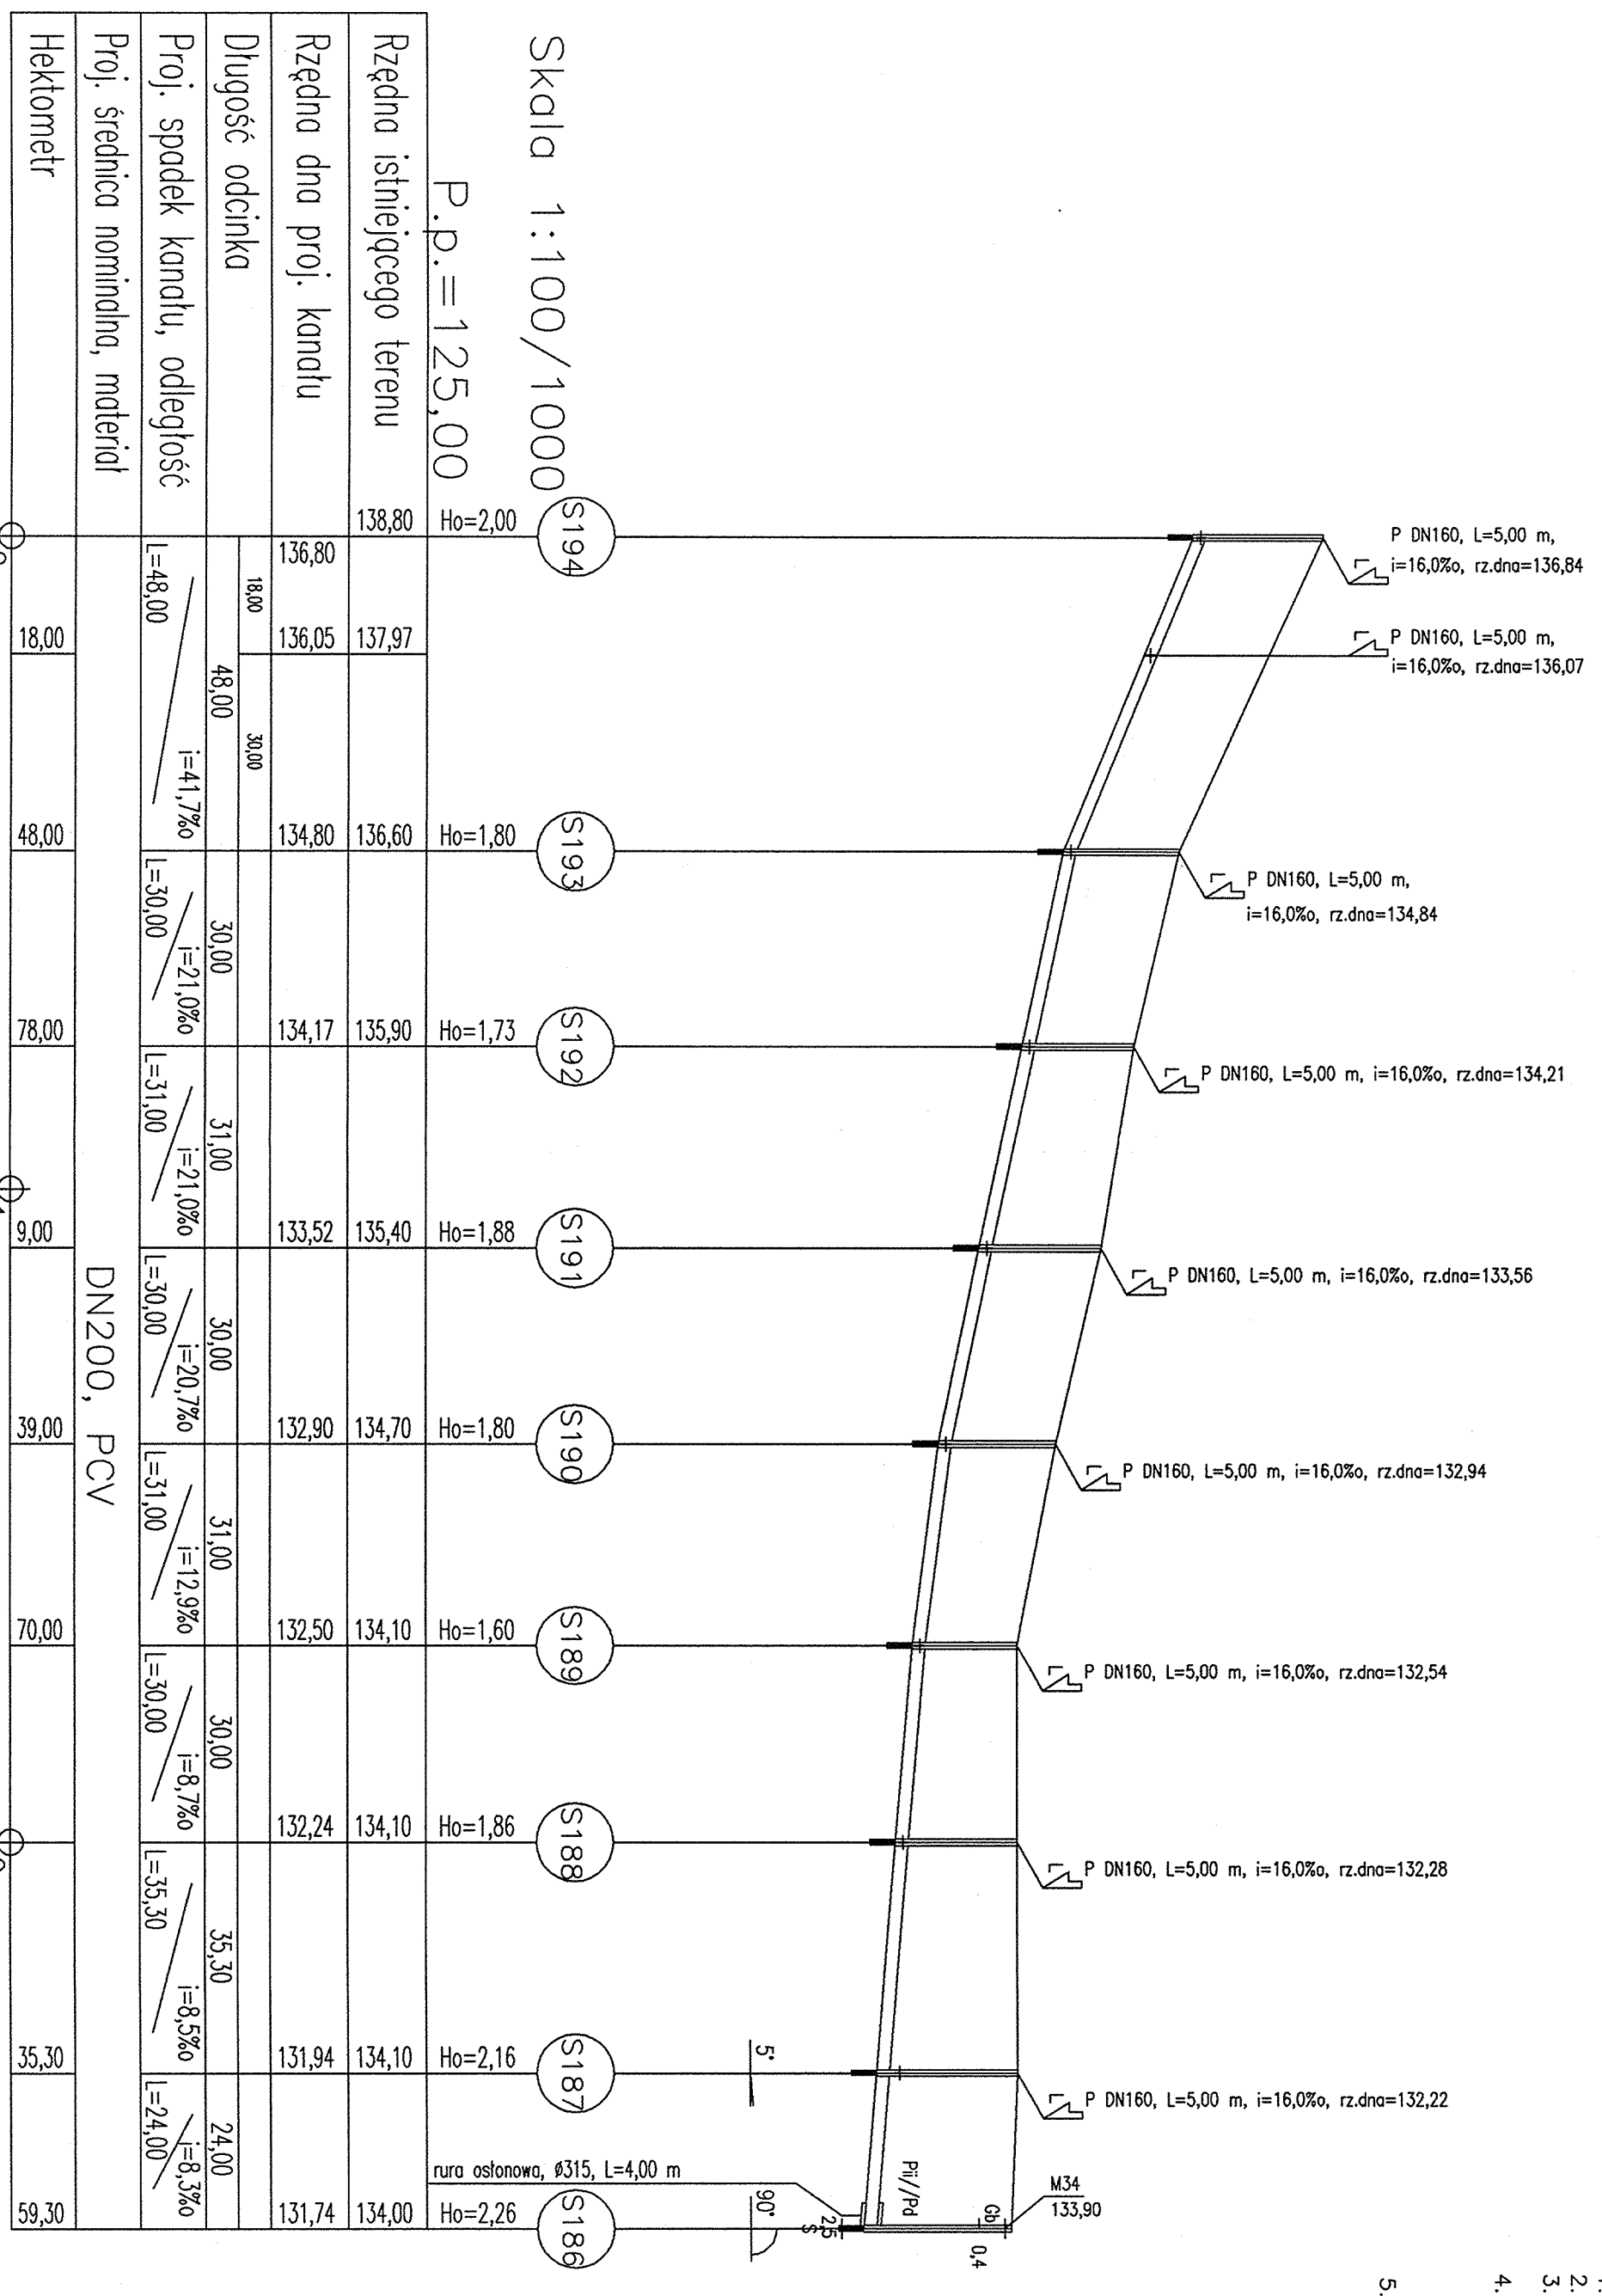 Skala 1:100/1000
P.p.=125,00
P DN160, L=5,00 m,
i=16,0‰, rz.dna=136,84
P DN160, L=5,00 m,
i=16,0‰, rz.dna=136,07
P DN160, L=5,00 m,
i=16,0‰, rz.dna=134,84
P DN160, L=5,00 m, i=16,0‰, rz.dna=134,21
P DN160, L=5,00 m, i=16,0‰, rz.dna=133,56
P DN160, L=5,00 m, i=16,0‰, rz.dna=132,94
P DN160, L=5,00 m, i=16,0‰, rz.dna=132,54
P DN160, L=5,00 m, i=16,0‰, rz.dna=132,28
P DN160, L=5,00 m, i=16,0‰, rz.dna=132,22
M34
133,90
Gb
0,4
Pii//Pd
2,5
S
5°
90°
rura osłonowa, ø315, L=4,00 m
S194 S193 S192 S191 S190 S189 S188 S187 S186
Ho=2,00 Ho=1,80 Ho=1,73 Ho=1,88 Ho=1,80 Ho=1,60 Ho=1,86 Ho=2,16 Ho=2,26
Rzędna istniejącego terenu 138,80 137,97 136,60 135,90 135,40 134,70 134,10 134,10 134,10 134,00
Rzędna dna proj. kanału 136,80 136,05 134,80 134,17 133,52 132,90 132,50 132,24 131,94 131,74
18,00 30,00
Długość odcinka 48,00 30,00 31,00 30,00 31,00 30,00 35,30 24,00
i=41,7‰ i=21,0‰ i=21,0‰ i=20,7‰ i=12,9‰ i=8,7‰ i=8,5‰ i=8,3‰
Proj. spadek kanału, odległość
L=48,00 L=30,00 L=31,00 L=30,00 L=31,00 L=30,00 L=35,30 L=24,00
Proj. średnica nominalna, materiał DN200, PCV
Hektometr 18,00 48,00 78,00 9,00 39,00 70,00 35,30 59,30
2.
3.
4.
5.